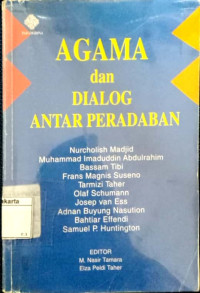 AGAMA
dan
DIALOG
ANTAR PERADABAN
Nurcholish Madjid
Muhammad Imaduddin Abdulrahim
Bassam Tibi
Frans Magnis Suseno
Tarmizi Taher
Olaf Schumann
Josep van Ess
Adnan Buyung Nasution
Bahtiar Effendi
Samuel P. Huntington
EDITOR
M. Nasir Tamara
Elza Peldi Taher